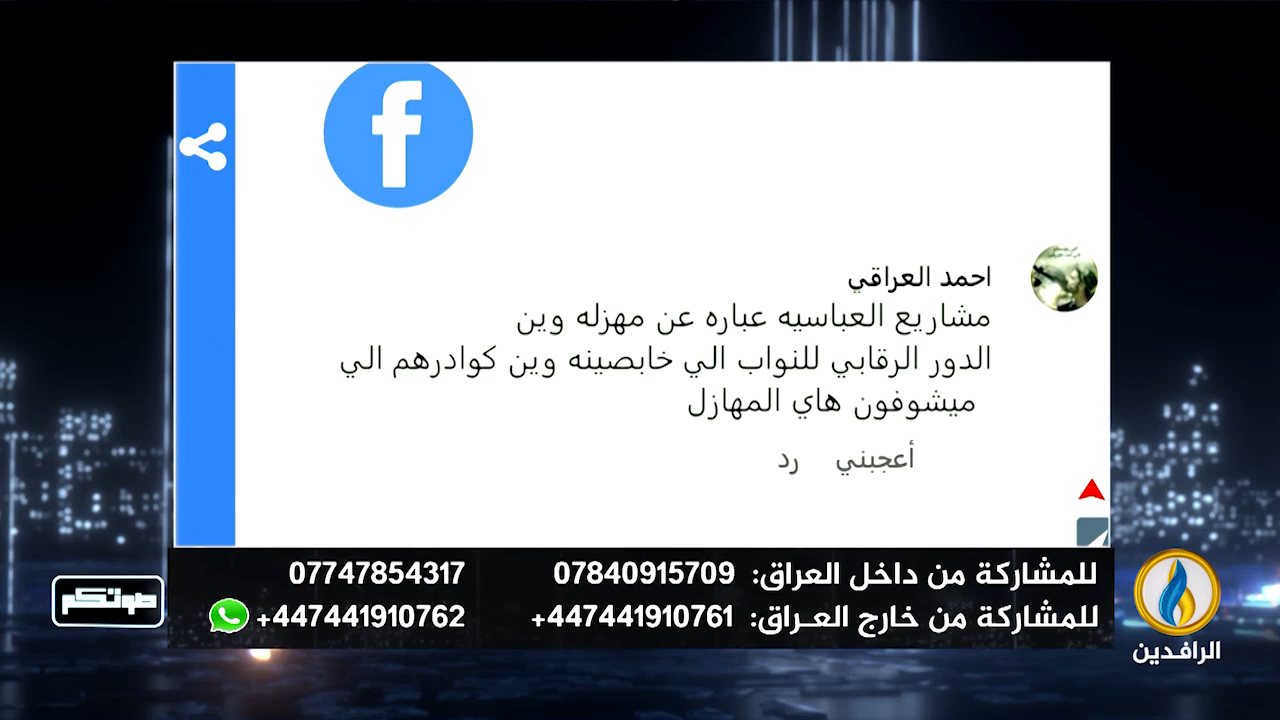 f
احمد العراقي
مشاريع العباسيه عباره عن مهزله وين
الدور الرقابي للنواب الي خابصينه وين كوادرهم الي
ميشوفون هاي المهازل
أعجبني رد
للمشاركة من داخل العراق: 07840915709 07747854317
للمشاركة من خارج العـراق: 447441910761+ 447441910762+
صوتكم
الرافدين